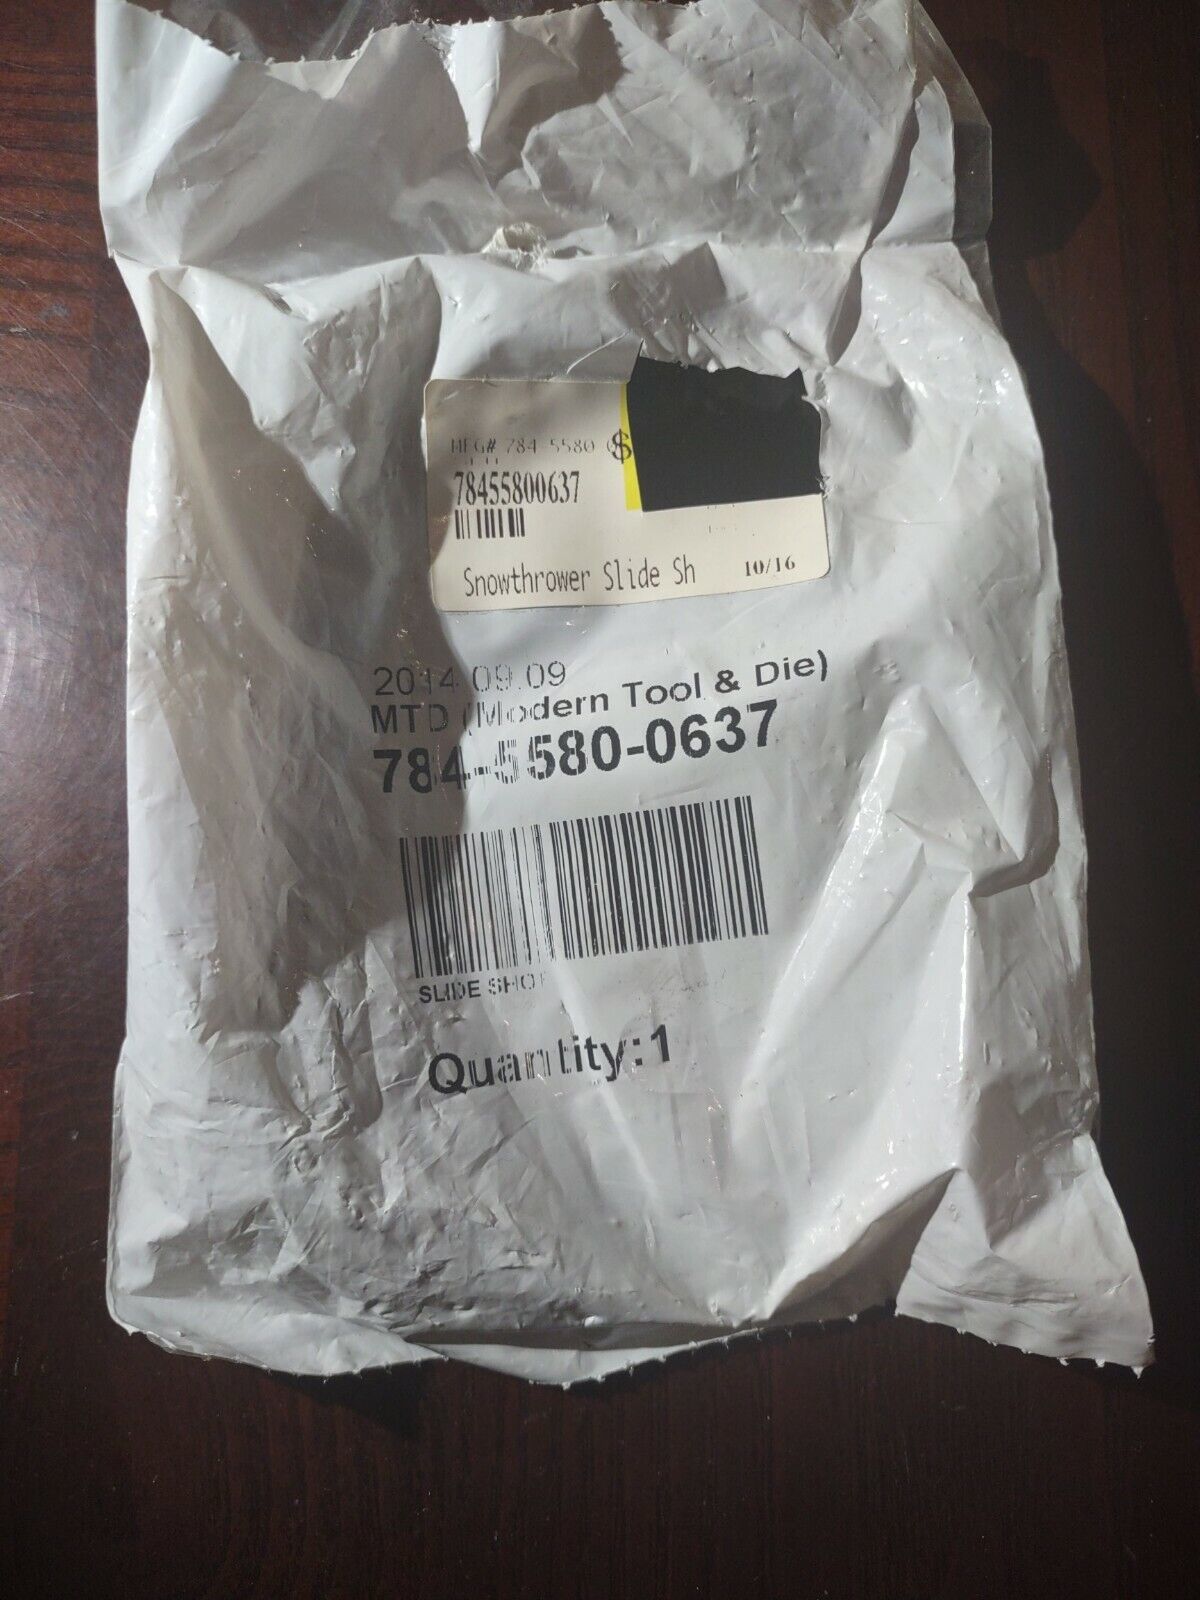 MFG# 784 5580 0
$
78455800637
Snowthrower Slide Sh
10/16
2014.09.09
MTD (Modern Tool & Die)
784-5580-0637
SLIDE SHOE
Quantity:1